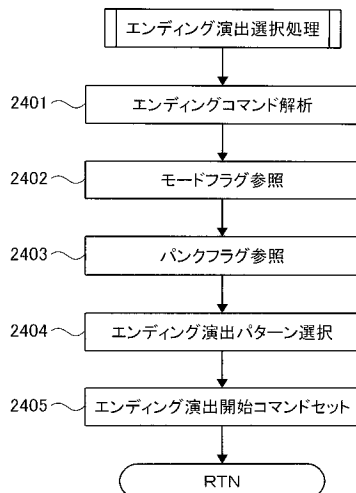 エンディング演出選択処理
2401
エンディングコマンド解析
2402
モードフラグ参照
2403
パンクフラグ参照
2404
エンディング演出パターン選択
2405
エンディング演出開始コマンドセット
RTN